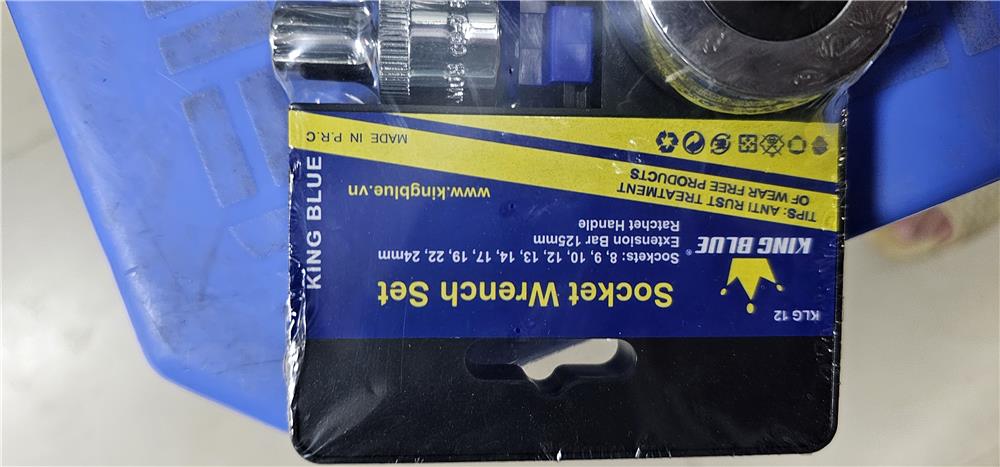 KLG 12
Socket Wrench Set
KING BLUE®
Sockets: 8, 9, 10, 12, 13, 14, 17, 19, 22, 24mm
Extension Bar 125mm
Ratchet Handle
TIPS: ANTI RUST TREATMENT
OF WEAR FREE PRODUCTS
www.kingblue.vn
MADE IN P.R.C
KING BLUE